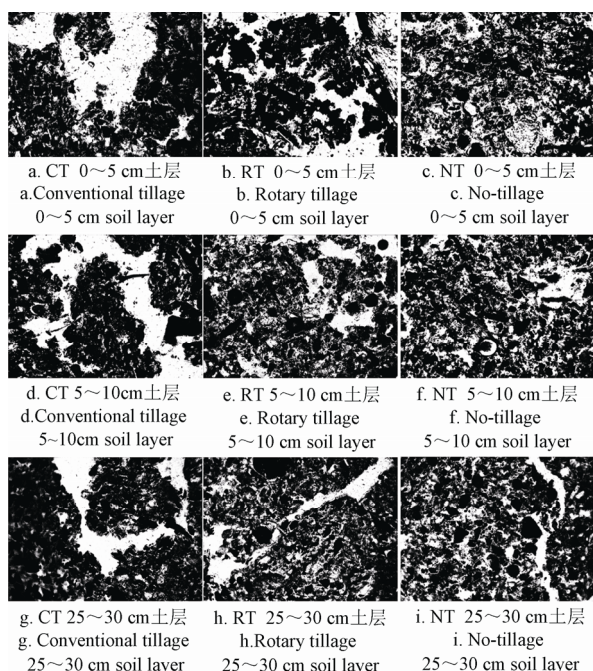 a. CT 0～5 cm土层
a.Conventional tillage
0～5 cm soil layer
b. RT 0～5 cm土层
b. Rotary tillage
0～5 cm soil layer
c. NT 0～5 cm土层
c. No-tillage
0～5 cm soil layer
d. CT 5～10cm土层
d.Conventional tillage
5~10cm soil layer
e. RT 5～10 cm土层
e. Rotary tillage
5～10 cm soil layer
f. NT 5～10 cm土层
f. No-tillage
5～10 cm soil layer
g. CT 25～30 cm土层
g. Conventional tillage
25～30 cm soil layer
h. RT 25～30 cm土层
h.Rotary tillage
25～30 cm soil layer
i. NT 25～30 cm土层
i. No-tillage
25～30 cm soil layer